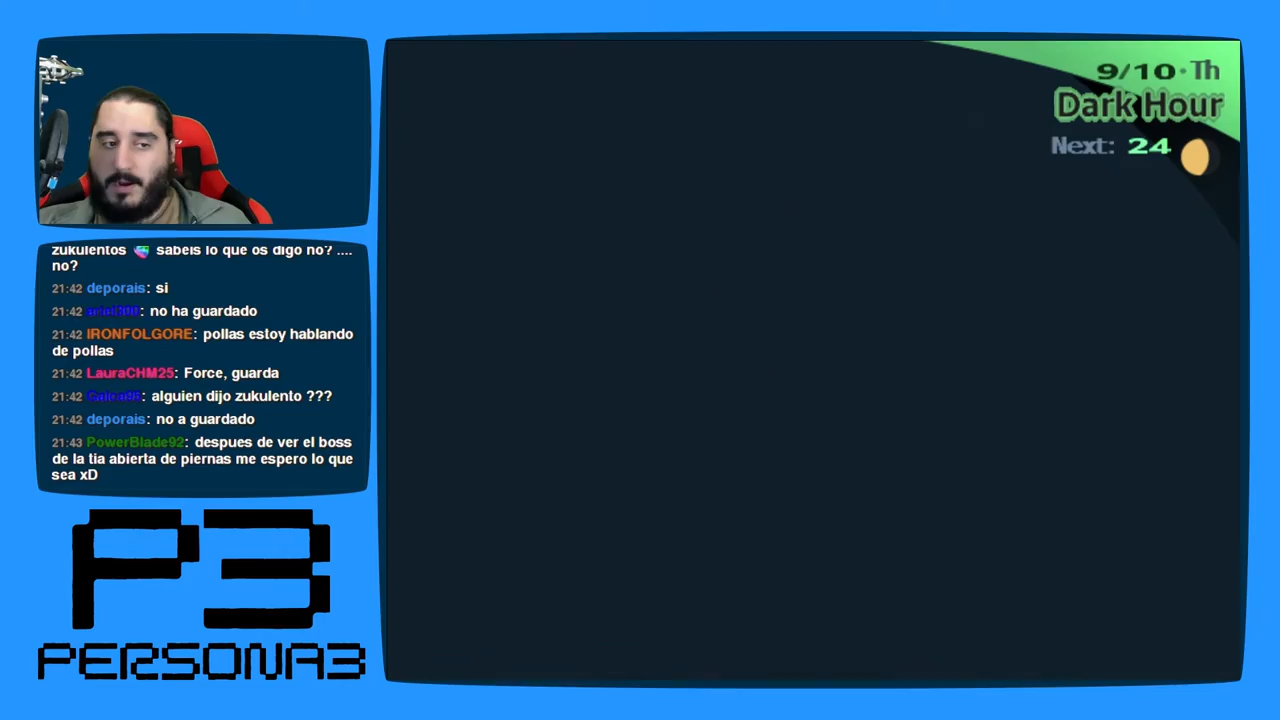 9/10·Th
Dark Hour
Next: 24
zukulentos sabeis lo que os digo no? ....
no?
21:42 deporais: si
21:42 : no ha guardado
21:42 IRONFOLGORE: pollas estoy hablando
de pollas
21:42 LauraCHM25: Force, guarda
21:42 : alguien dijo zukulento ???
21:42 deporais: no a guardado
21:43 PowerBlade92: despues de ver el boss
de la tia abierta de piernas me espero lo que
sea xD
P3
PERSONA3